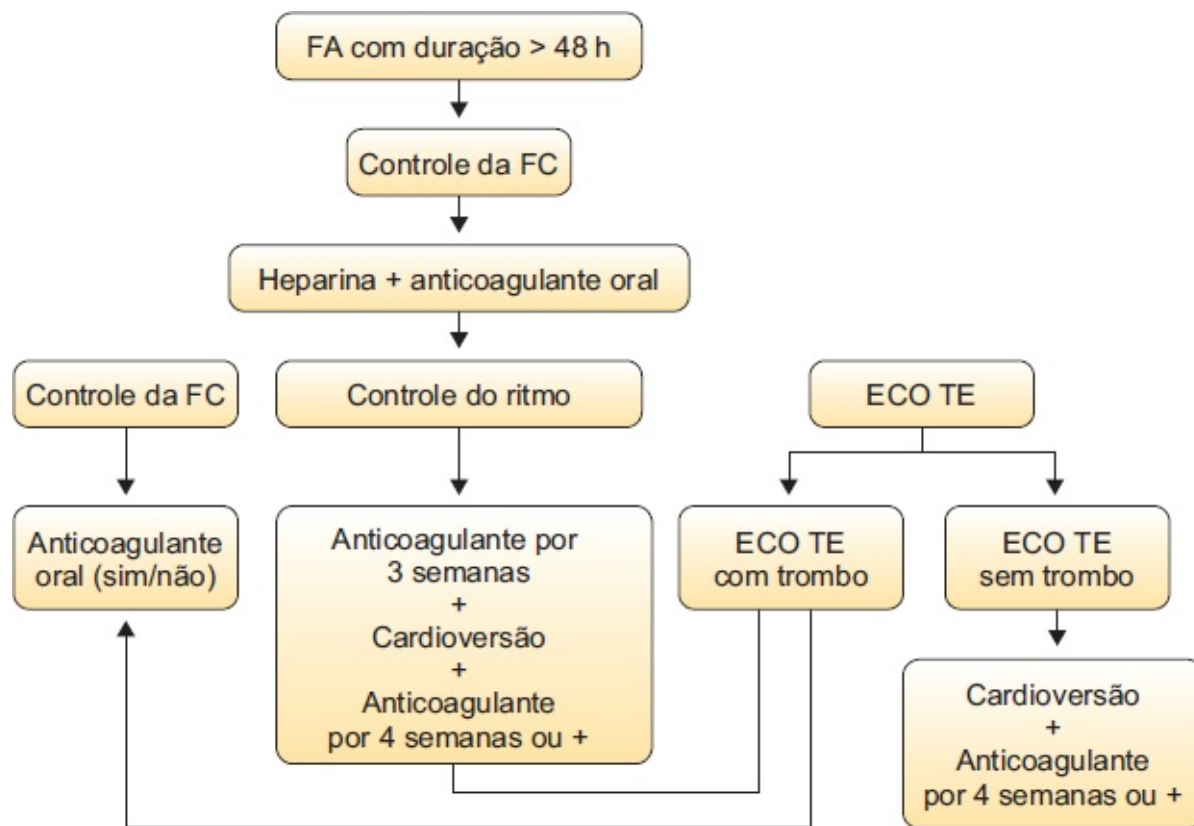 FA com duração > 48 h
Controle da FC
Heparina + anticoagulante oral
Controle da FC
Controle do ritmo
ECO TE
Anticoagulante
oral (sim/não)
Anticoagulante por
3 semanas
+
Cardioversão
+
Anticoagulante
por 4 semanas ou +
ECO TE
com trombo
ECO TE
sem trombo
Cardioversão
+
Anticoagulante
por 4 semanas ou +